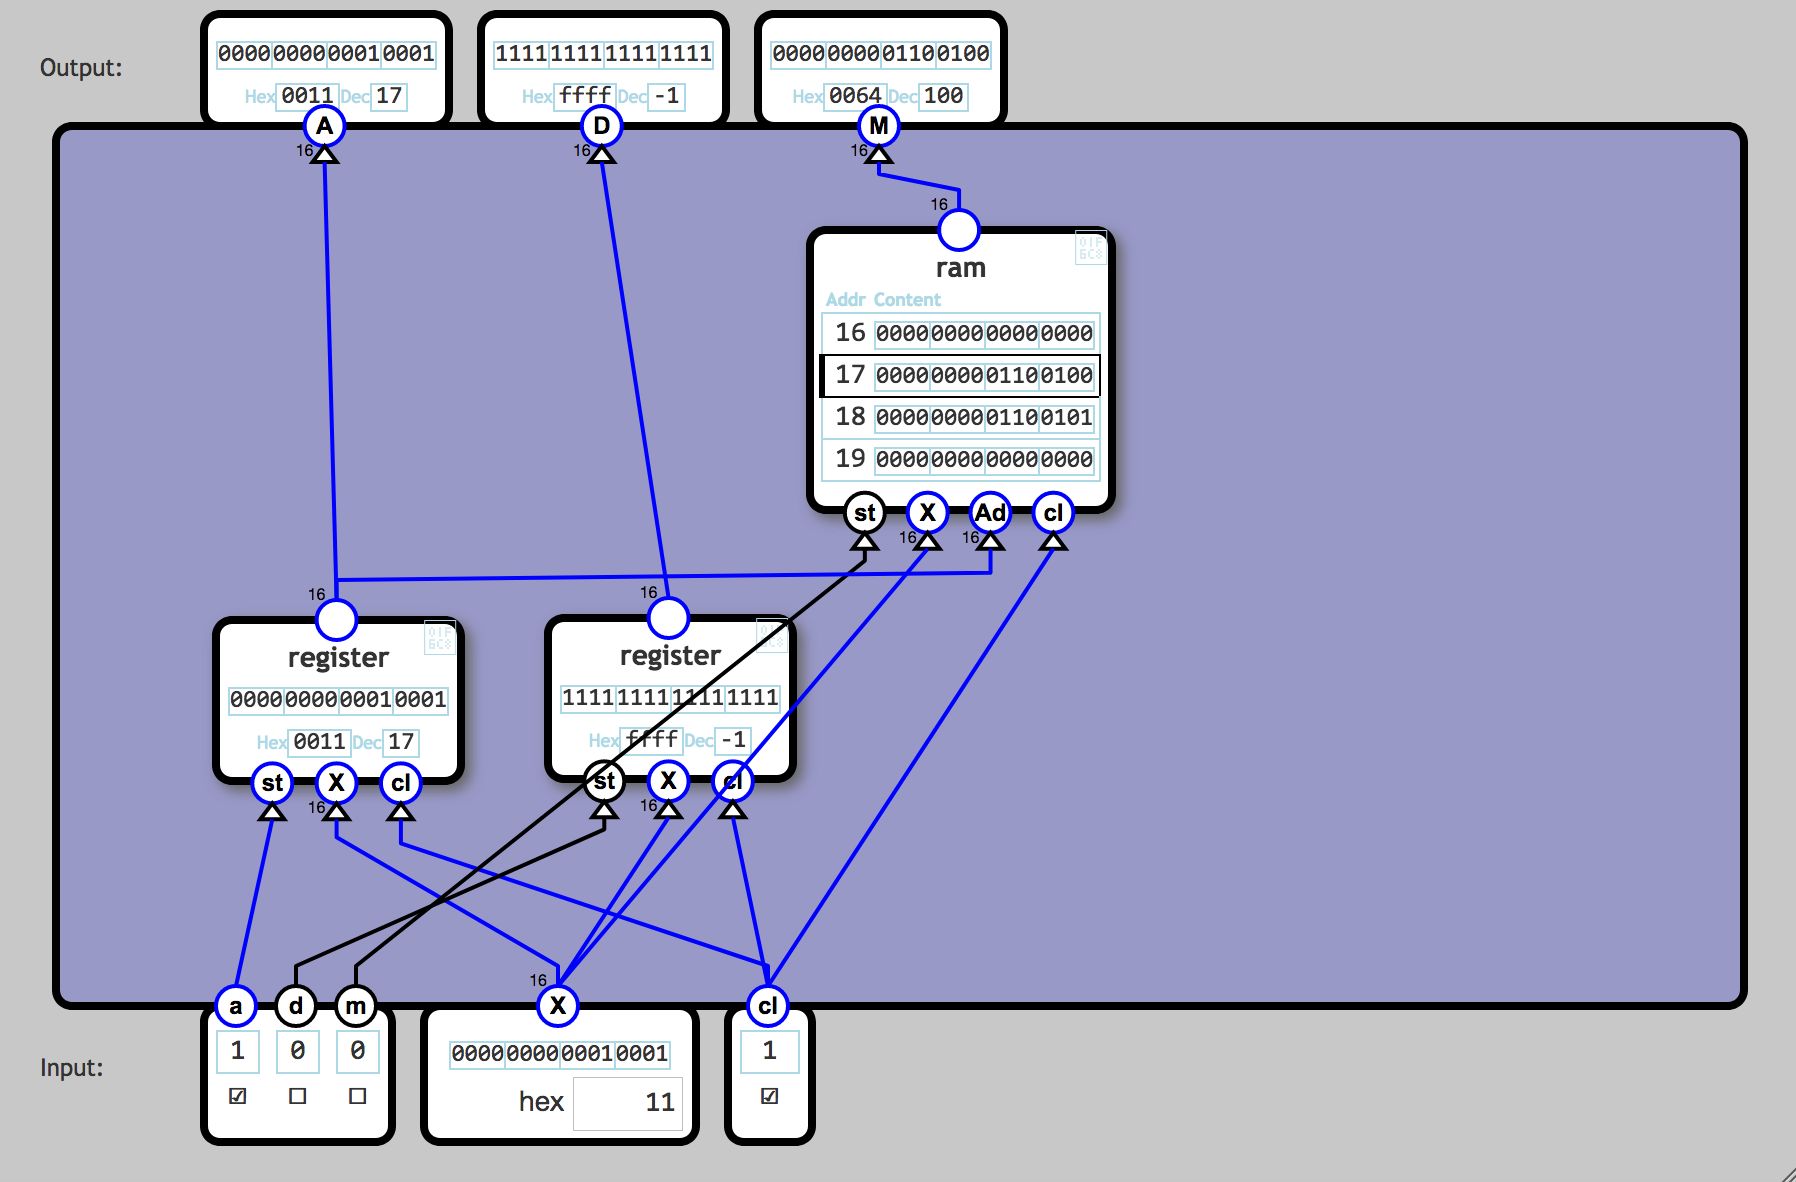 Output:
0000000000010001
Hex 0011 Dec 17
A
16
1111111111111111
Hex ffff Dec -1
D
16
0000000001100100
Hex 0064 Dec 100
M
16
16
ram
Addr Content
16 0000000000000000
17 0000000001100100
18 0000000001100101
19 0000000000000000
st X Ad cl
16 16
16
register
0000000000010001
Hex 0011 Dec 17
st X cl
16
16
register
1111111111111111
Hex ffff Dec -1
st X cl
16
16
a d m X cl
Input:
1 0 0
0000000000010001
hex 11
1